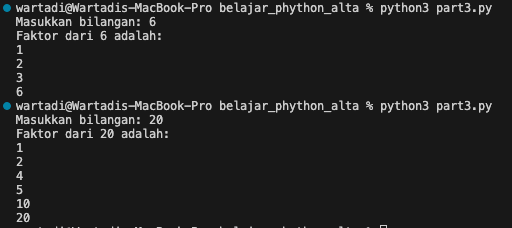 wartadi@Wartadis-MacBook-Pro belajar_phython_alta % python3 part3.py
Masukkan bilangan: 6
Faktor dari 6 adalah:
1
2
3
6
wartadi@Wartadis-MacBook-Pro belajar_phython_alta % python3 part3.py
Masukkan bilangan: 20
Faktor dari 20 adalah:
1
2
4
5
10
20